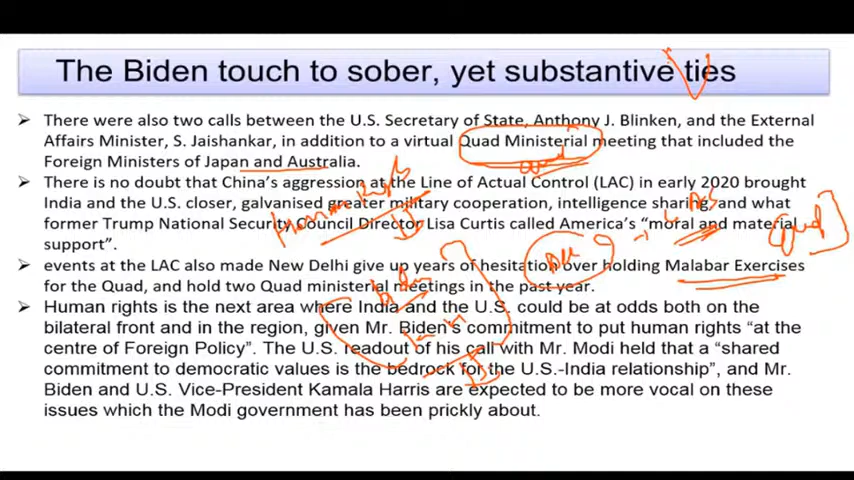 The Biden touch to sober, yet substantive ties
There were also two calls between the U.S. Secretary of State, Anthony J. Blinken, and the External
Affairs Minister, S. Jaishankar, in addition to a virtual Quad Ministerial meeting that included the
Foreign Ministers of Japan and Australia.
There is no doubt that China's aggression at the Line of Actual Control (LAC) in early 2020 brought
India and the U.S. closer, galvanised greater military cooperation, intelligence sharing, and what
former Trump National Security Council Director Lisa Curtis called America's "moral and material
support".
events at the LAC also made New Delhi give up years of hesitation over holding Malabar Exercises
for the Quad, and hold two Quad ministerial meetings in the past year.
Human rights is the next area where India and the U.S. could be at odds both on the
bilateral front and in the region, given Mr. Biden's commitment to put human rights "at the
centre of Foreign Policy". The U.S. readout of his call with Mr. Modi held that a "shared
commitment to democratic values is the bedrock for the U.S.-India relationship", and Mr.
Biden and U.S. Vice-President Kamala Harris are expected to be more vocal on these
issues which the Modi government has been prickly about.
Human Rights
Quad